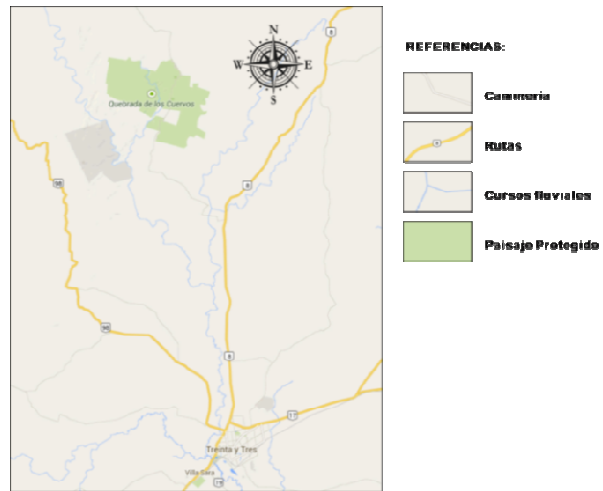 N
W E
S
8
Quebrada de los Cuervos
98
8
98
8
17
Treinta y Tres
Villa Sara
REFERENCIAS:
Camineria
Rutas
Cursos fluviales
Paisaje Protegido